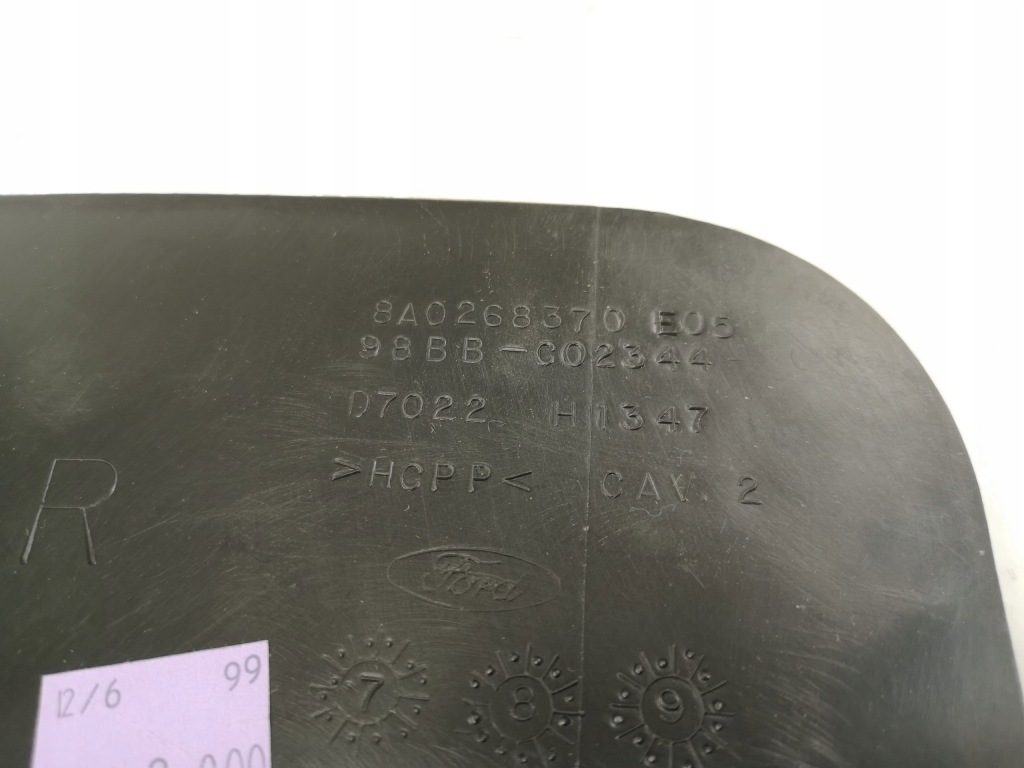 8A0268370 E05
98BB-G02344
D7022 H1347
>HCPP< CAV. 2
R
Ford
7 8 9
12/6 99